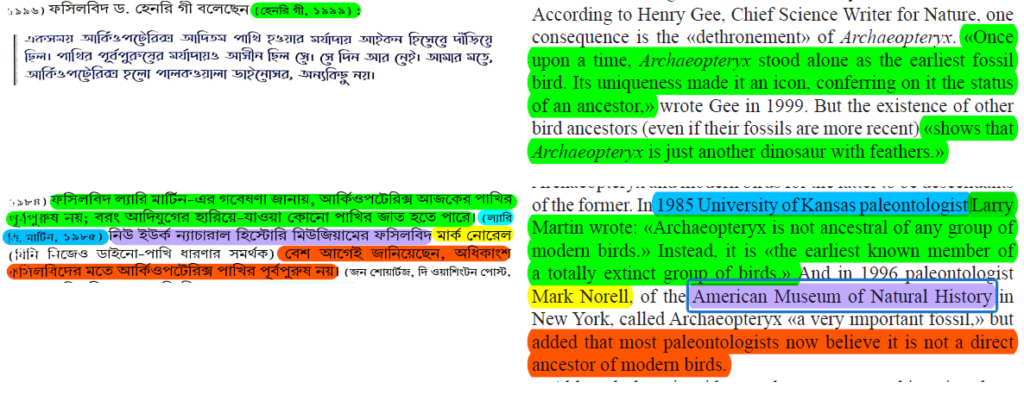 ১৯৯৬) ফসিলবিদ ড. হেনরি গী বলেছেন (হেনরি গী, ১৯৯৯) :
একসময় আর্কিওপটেরিক্স আদিতম পাখি হওয়ার মর্যাদায় আইকন হিসেবে দাঁড়িয়ে
ছিল। পাখির পূর্বপুরুষের মর্যাদায়ও আসীন ছিল সে। সে দিন আর নেই। আমার মতে,
আর্কিওপটেরিক্স হলো পালকওয়ালা ডাইনোসর, অন্যকিছু নয়।
১৯৮৪) ফসিলবিদ ল্যারি মার্টিন-এর গবেষণা জানায়, আর্কিওপটেরিক্স আজকের পাখির
পূর্বপুরুষ নয়; বরং আদিযুগের হারিয়ে-যাওয়া কোনো পাখির জাত হতে পারে। (ল্যারি
ডি. মার্টিন, ১৯৮৫) নিউ ইউর্ক ন্যাচারাল হিস্টোরি মিউজিয়ামের ফসিলবিদ মার্ক নোরেল
(যিনি নিজেও ডাইনো-পাখি ধারণার সমর্থক) বেশ আগেই জানিয়েছেন, অধিকাংশ
ফসিলবিদের মতে আর্কিওপটেরিক্স পাখির পূর্বপুরুষ নয়। (জন শোয়ার্টজ, দি ওয়াশিংটন পোস্ট,
According to Henry Gee, Chief Science Writer for Nature, one
consequence is the «dethronement» of Archaeopteryx. «Once
upon a time, Archaeopteryx stood alone as the earliest fossil
bird. Its uniqueness made it an icon, conferring on it the status
of an ancestor,» wrote Gee in 1999. But the existence of other
bird ancestors (even if their fossils are more recent) «shows that
Archaeopteryx is just another dinosaur with feathers.»
of the former. In 1985 University of Kansas paleontologist Larry
Martin wrote: «Archaeopteryx is not ancestral of any group of
modern birds.» Instead, it is «the earliest known member of
a totally extinct group of birds.» And in 1996 paleontologist
Mark Norell, of the American Museum of Natural History in
New York, called Archaeopteryx «a very important fossil,» but
added that most paleontologists now believe it is not a direct
ancestor of modern birds.